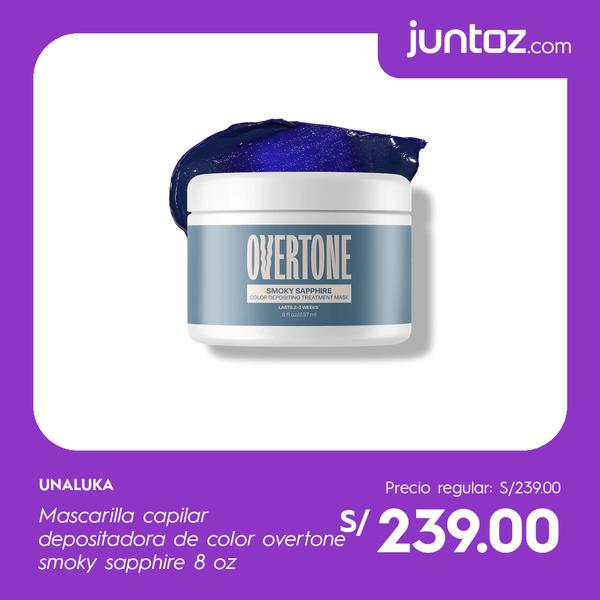 juntoz.com
OVERTONE
SMOKY SAPPHIRE
COLOR DEPOSITING TREATMENT MASK
LASTS 2-3 WEEKS*
8 fl oz/237 ml
UNALUKA
Mascarilla capilar
depositadora de color overtone
smoky sapphire 8 oz
Precio regular: S/239.00
S/ 239.00